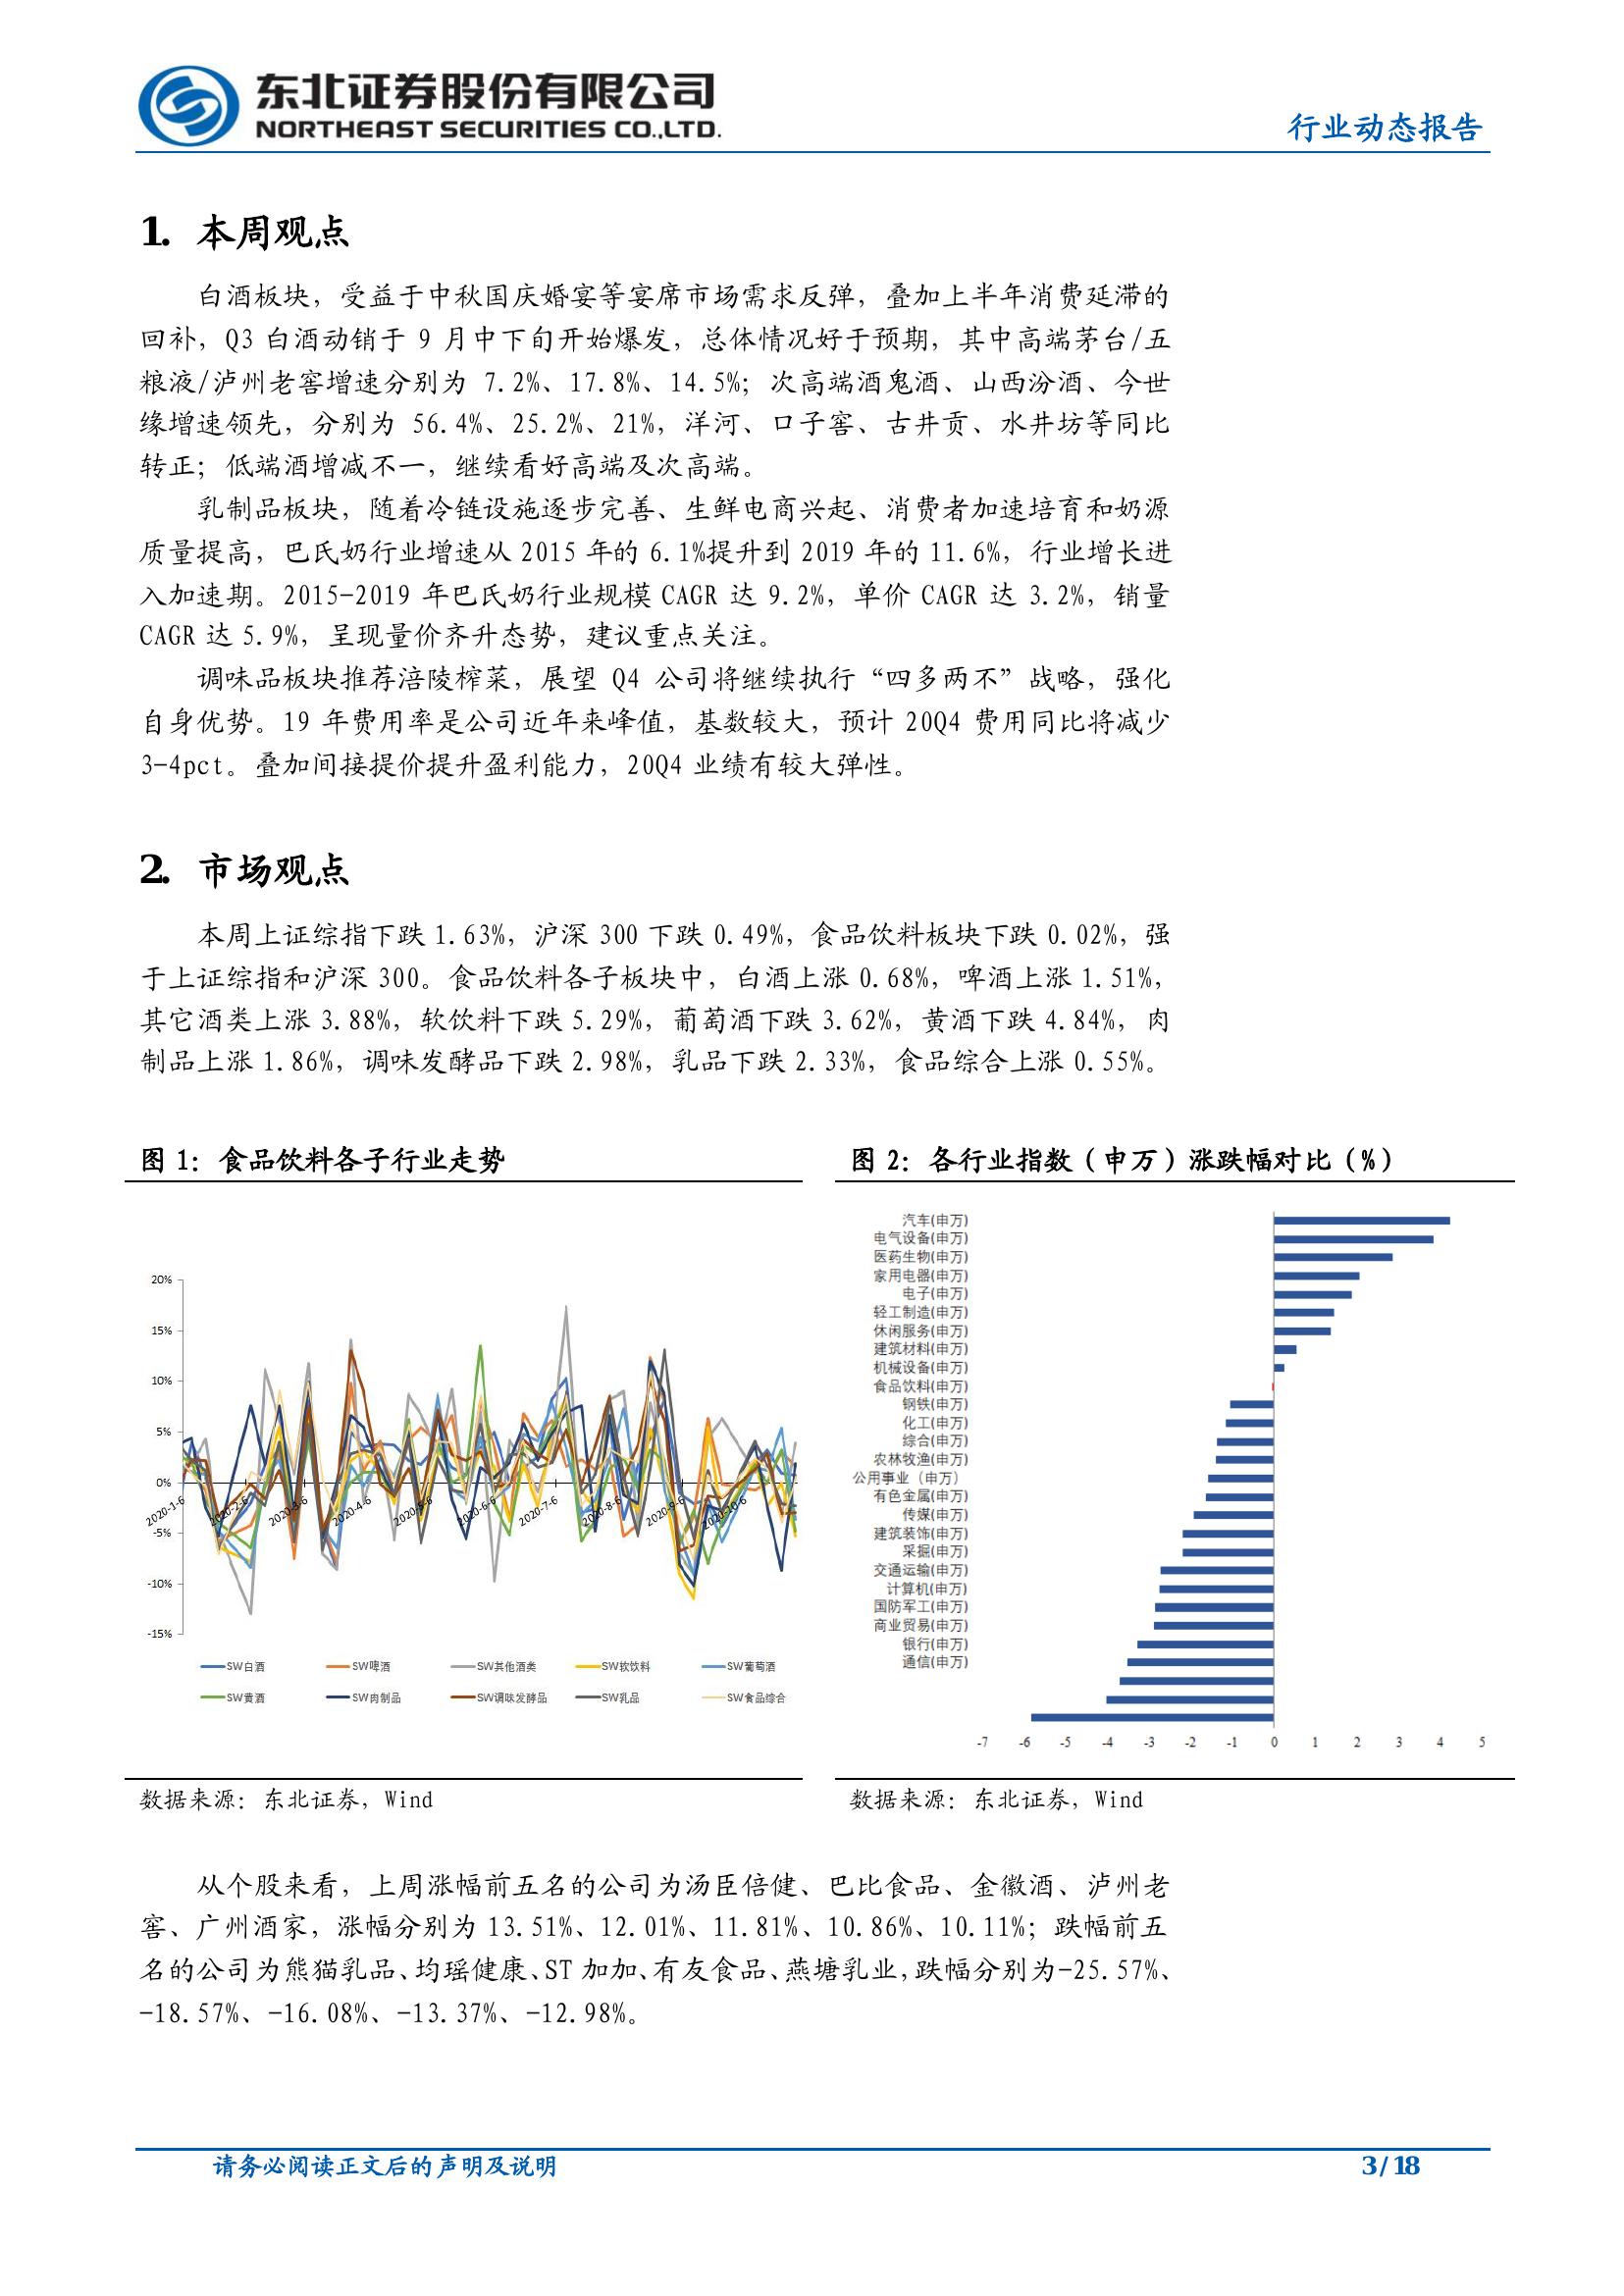 东北证券股份有限公司
NORTHEAST SECURITIES CO.,LTD.
行业动态报告
1. 本周观点
白酒板块，受益于中秋国庆婚宴等宴席市场需求反弹，叠加上半年消费延滞的
回补，Q3 白酒动销于 9 月中下旬开始爆发，总体情况好于预期，其中高端茅台/五
粮液/泸州老窖增速分别为 7.2%、17.8%、14.5%；次高端酒鬼酒、山西汾酒、今世
缘增速领先，分别为 56.4%、25.2%、21%，洋河、口子窖、古井贡、水井坊等同比
转正；低端酒增减不一，继续看好高端及次高端。
乳制品板块，随着冷链设施逐步完善、生鲜电商兴起、消费者加速培育和奶源
质量提高，巴氏奶行业增速从 2015 年的 6.1%提升到 2019 年的 11.6%，行业增长进
入加速期。2015-2019 年巴氏奶行业规模 CAGR 达 9.2%，单价 CAGR 达 3.2%，销量
CAGR 达 5.9%，呈现量价齐升态势，建议重点关注。
调味品板块推荐涪陵榨菜，展望 Q4 公司将继续执行“四多两不”战略，强化
自身优势。19 年费用率是公司近年来峰值，基数较大，预计 20Q4 费用同比将减少
3-4pct。叠加间接提价提升盈利能力，20Q4 业绩有较大弹性。
2. 市场观点
本周上证综指下跌 1.63%，沪深 300 下跌 0.49%，食品饮料板块下跌 0.02%，强
于上证综指和沪深 300。食品饮料各子板块中，白酒上涨 0.68%，啤酒上涨 1.51%，
其它酒类上涨 3.88%，软饮料下跌 5.29%，葡萄酒下跌 3.62%，黄酒下跌 4.84%，肉
制品上涨 1.86%，调味发酵品下跌 2.98%，乳品下跌 2.33%，食品综合上涨 0.55%。
图 1：食品饮料各子行业走势
20%
15%
10%
5%
0%
-5%
-10%
-15%
2020-1-6
2020-2-6
2020-3-6
2020-4-6
2020-5-6
2020-6-6
2020-7-6
2020-8-6
2020-9-6
2020-10-6
SW白酒
SW啤酒
SW其他酒类
SW软饮料
SW葡萄酒
SW黄酒
SW肉制品
SW调味发酵品
SW乳品
SW食品综合
数据来源：东北证券，Wind
图 2：各行业指数（申万）涨跌幅对比（%）
汽车(申万)
电气设备(申万)
医药生物(申万)
家用电器(申万)
电子(申万)
轻工制造(申万)
休闲服务(申万)
建筑材料(申万)
机械设备(申万)
食品饮料(申万)
钢铁(申万)
化工(申万)
综合(申万)
农林牧渔(申万)
公用事业（申万）
有色金属(申万)
传媒(申万)
建筑装饰(申万)
采掘(申万)
交通运输(申万)
计算机(申万)
国防军工(申万)
商业贸易(申万)
银行(申万)
通信(申万)
-7 -6 -5 -4 -3 -2 -1 0 1 2 3 4 5
数据来源：东北证券，Wind
从个股来看，上周涨幅前五名的公司为汤臣倍健、巴比食品、金徽酒、泸州老
窖、广州酒家，涨幅分别为 13.51%、12.01%、11.81%、10.86%、10.11%；跌幅前五
名的公司为熊猫乳品、均瑶健康、ST 加加、有友食品、燕塘乳业，跌幅分别为-25.57%、
-18.57%、-16.08%、-13.37%、-12.98%。
请务必阅读正文后的声明及说明
3 / 18